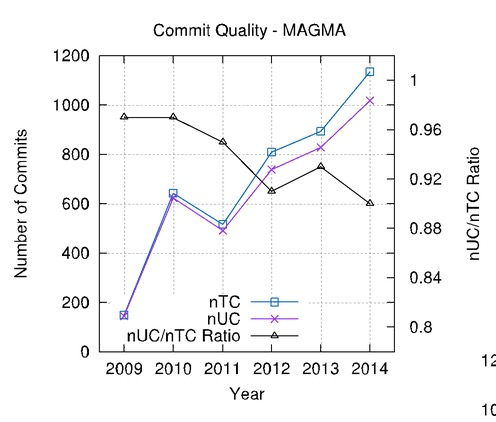 Commit Quality - MAGMA
1200
1000
800
600
400
200
0
Number of Commits
1
0.96
0.92
0.88
0.84
0.8
nUC/nTC Ratio
nTC
nUC
nUC/nTC Ratio
2009 2010 2011 2012 2013 2014
Year
12
10